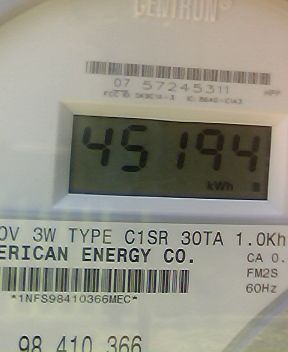 CENTRON®
07 57245311
45194
kWh
0V 3W TYPE C1SR 30TA 1.0Kh
ERICAN ENERGY CO.
CA 0.
FM2S
60Hz
*1NFS98410366MEC*
98 410 366